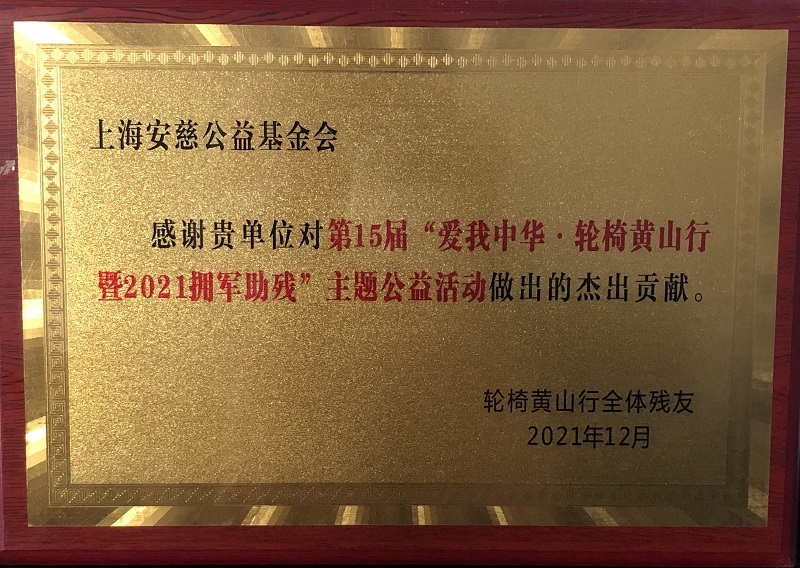 上海安慈公益基金会
感谢贵单位对第15届“爱我中华·轮椅黄山行
暨2021拥军助残”主题公益活动做出的杰出贡献。
轮椅黄山行全体残友
2021年12月